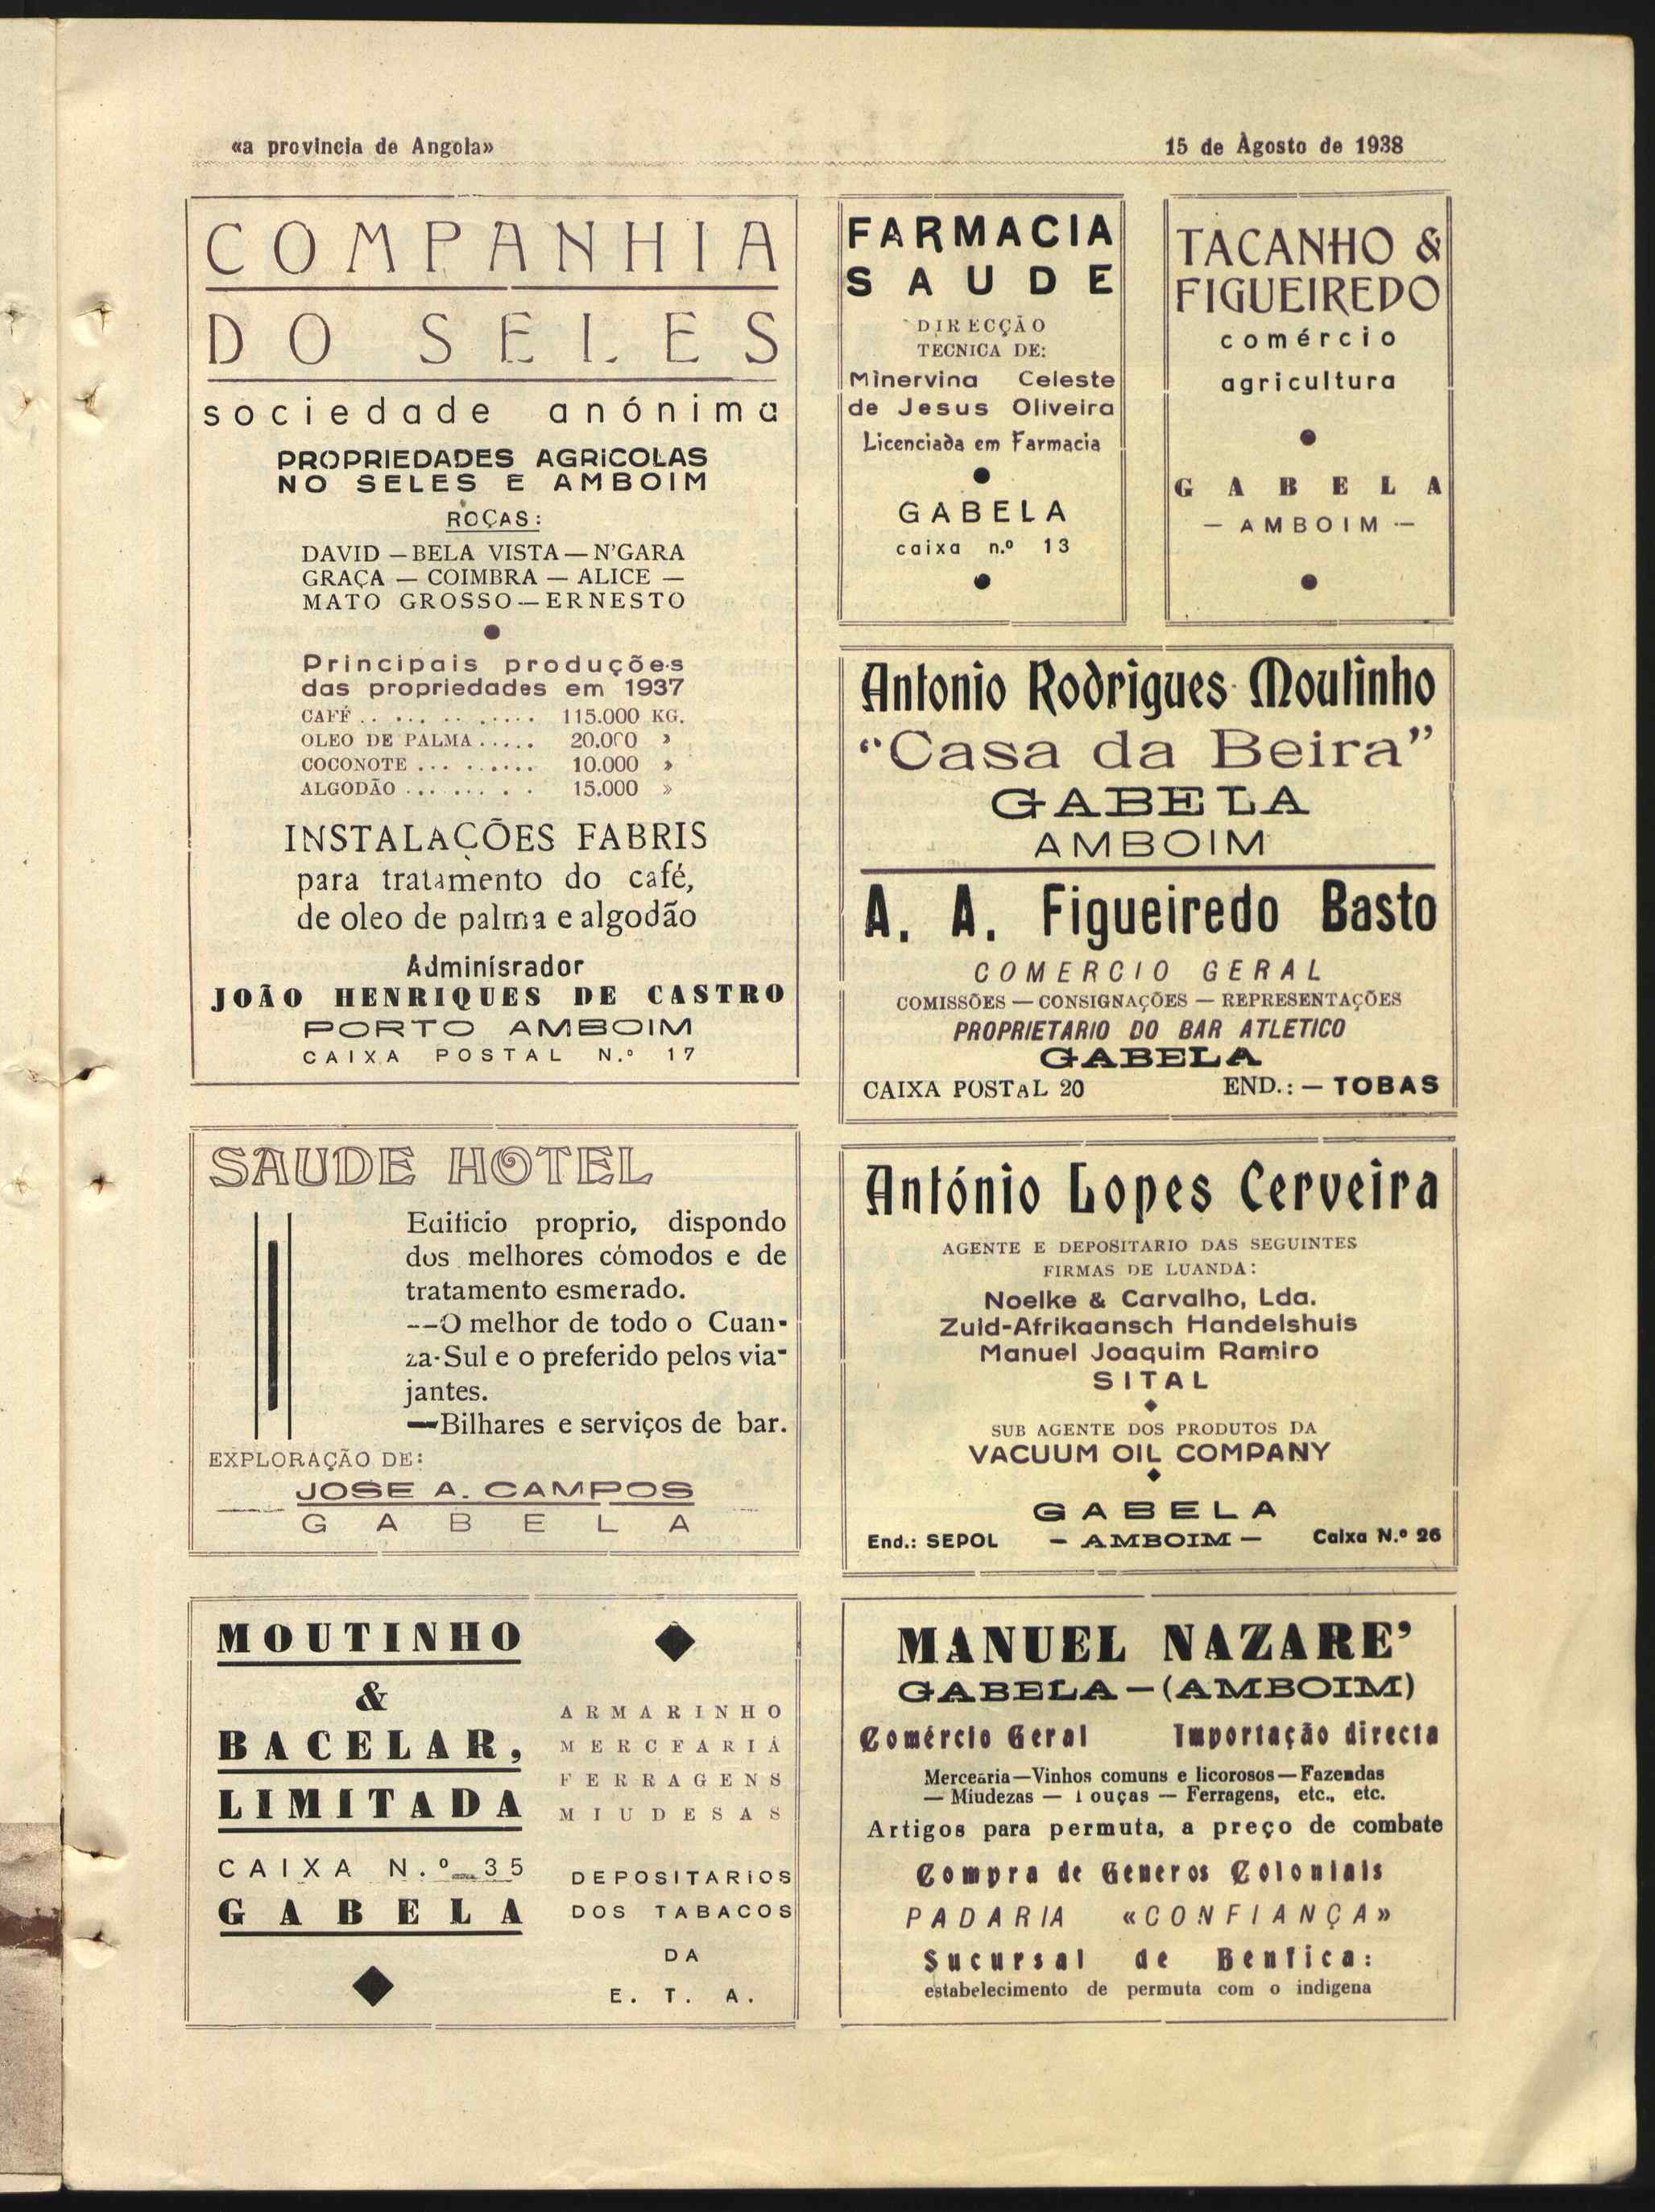 «a provincia de Angola»
15 de Àgosto de 1938
COMPANHIA
DO SELES
sociedade anónima
PROPRIEDADES AGRICOLAS
NO SELES E AMBOIM
ROÇAS:
DAVID — BELA VISTA — N'GARA
GRAÇA — COIMBRA — ALICE —
MATO GROSSO — ERNESTO
Principais produções
das propriedades em 1937
CAFÉ .. ... .. ..... 115.000 KG.
OLEO DE PALMA ..... 20.000 »
COCONOTE ... ...... 10.000 »
ALGODÃO ... ... . . 15.000 »
INSTALAÇÕES FABRIS
para tratamento do café,
de oleo de palma e algodão
Adminísrador
JOÃO HENRIQUES DE CASTRO
PORTO AMBOIM
CAIXA POSTAL N.º 17
FARMACIA
SAUDE
DIRECÇÃO
TECNICA DE:
Minervina Celeste
de Jesus Oliveira
Licenciada em Farmacia
GABELA
caixa n.º 13
TACANHO &
FIGUEIREDO
comércio
agricultura
GABELA
— AMBOIM —
Antonio Rodrigues Moutinho
“Casa da Beira”
GABELA
AMBOIM
A. A. Figueiredo Basto
COMERCIO GERAL
COMISSÕES — CONSIGNAÇÕES — REPRESENTAÇÕES
PROPRIETARIO DO BAR ATLETICO
GABELA
CAIXA POSTAL 20 END.: — TOBAS
SAUDE HOTEL
Edificio proprio, dispondo
dos melhores cómodos e de
tratamento esmerado.
--O melhor de todo o Cuan-
za-Sul e o preferido pelos via-
jantes.
—Bilhares e serviços de bar.
EXPLORAÇÃO DE:
JOSE A. CAMPOS
GABELA
António Lopes Cerveira
AGENTE E DEPOSITARIO DAS SEGUINTES
FIRMAS DE LUANDA:
Noelke & Carvalho, Lda.
Zuid-Afrikaansch Handelshuis
Manuel Joaquim Ramiro
SITAL
SUB AGENTE DOS PRODUTOS DA
VACUUM OIL COMPANY
GABELA
End.: SEPOL — AMBOIM — Caixa N.º 26
MOUTINHO
&
BACELAR,
LIMITADA
CAIXA N.º 35
GABELA
ARMARINHO
MERCEARIÁ
FERRAGENS
MIUDESAS
DEPOSITARIOS
DOS TABACOS
DA
E. T. A.
MANUEL NAZARE’
GABELA — (AMBOIM)
Comércio Geral Importação directa
Mercearia — Vinhos comuns e licorosos — Fazendas
— Miudezas — Louças — Ferragens, etc., etc.
Artigos para permuta, a preço de combate
Compra de Generos Coloniais
PADARIA «CONFIANÇA»
Sucursal de Benfica:
estabelecimento de permuta com o indigena